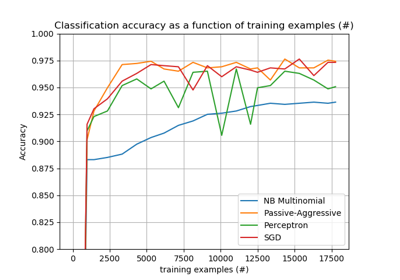 Classification accuracy as a function of training examples (#)
1.000
0.975
0.950
0.925
0.900
0.875
0.850
0.825
0.800
Accuracy
NB Multinomial
Passive-Aggressive
Perceptron
SGD
0 2500 5000 7500 10000 12500 15000 17500
training examples (#)